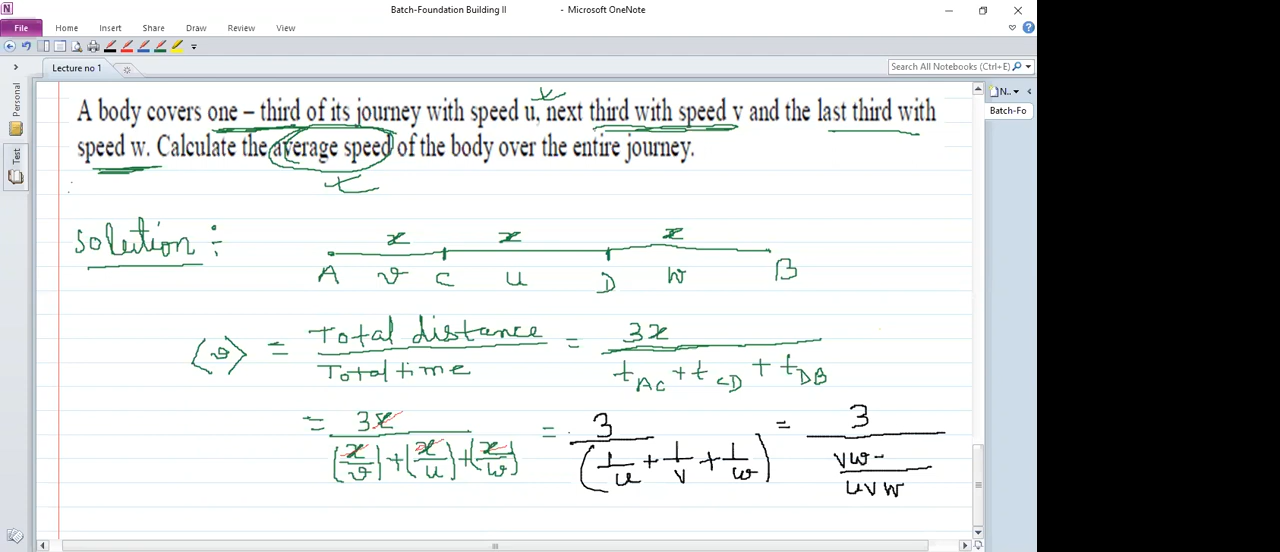 Batch-Foundation Building II - Microsoft OneNote
File Home Insert Share Draw Review View
Lecture no 1
Search All Notebooks (Ctrl+E)
Personal
Test
N..
Batch-Fo
A body covers one – third of its journey with speed u, next third with speed v and the last third with
speed w. Calculate the average speed of the body over the entire journey.
Solution :
x x x
A v C u D w B
⟨v⟩ = Total distance / Total time = 3x / (t_AC + t_CD + t_DB)
= 3x / ((x/v) + (x/u) + (x/w)) = 3 / (1/u + 1/v + 1/w) = 3 / (vw - / uvw)